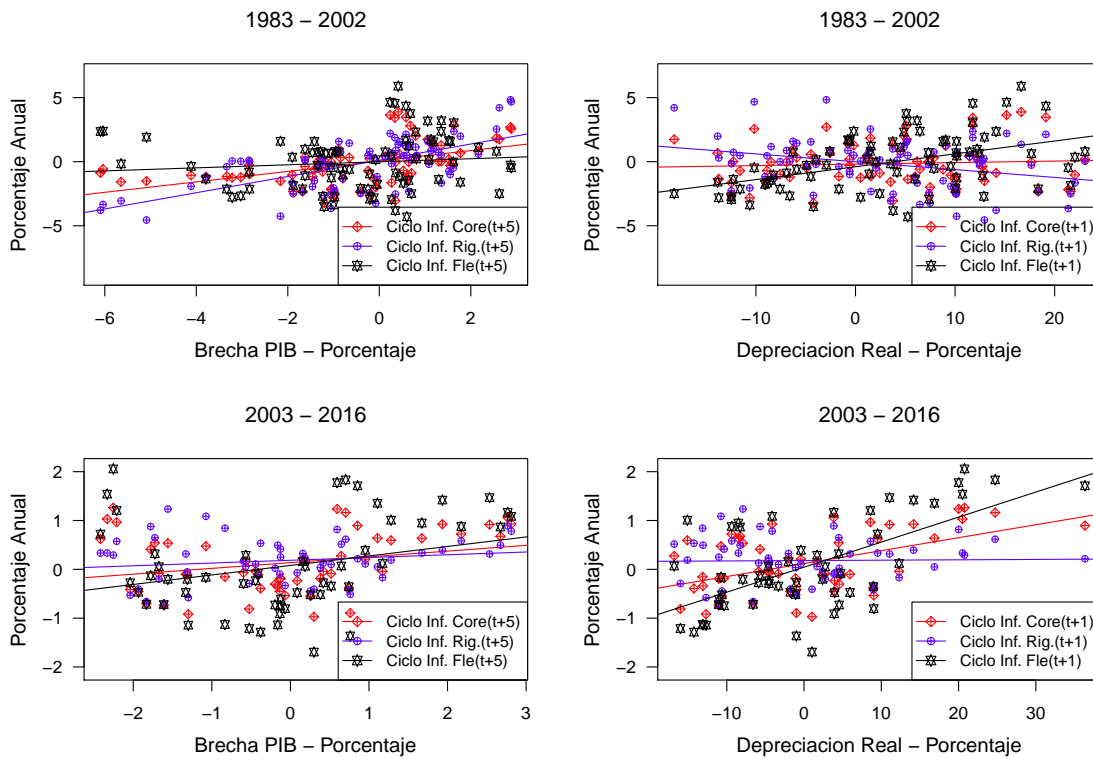 1983 – 2002
Porcentaje Anual
5
0
−5
−6
−4
−2
0
2
Brecha PIB − Porcentaje
Ciclo Inf. Core(t+5)
Ciclo Inf. Rig.(t+5)
Ciclo Inf. Fle(t+5)
1983 – 2002
Porcentaje Anual
5
0
−5
−10
0
10
20
Depreciacion Real − Porcentaje
Ciclo Inf. Core(t+1)
Ciclo Inf. Rig.(t+1)
Ciclo Inf. Fle(t+1)
2003 – 2016
Porcentaje Anual
2
1
0
−1
−2
−2
−1
0
1
2
3
Brecha PIB − Porcentaje
Ciclo Inf. Core(t+5)
Ciclo Inf. Rig.(t+5)
Ciclo Inf. Fle(t+5)
2003 – 2016
Porcentaje Anual
2
1
0
−1
−2
−10
0
10
20
30
Depreciacion Real − Porcentaje
Ciclo Inf. Core(t+1)
Ciclo Inf. Rig.(t+1)
Ciclo Inf. Fle(t+1)